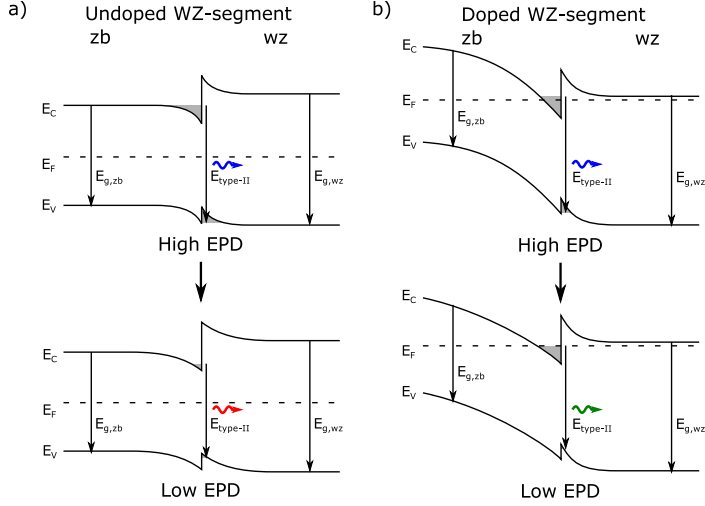 a)
Undoped WZ-segment
zb
wz
E_C
E_F
E_V
E_g,zb
E_type-II
E_g,wz
High EPD
E_C
E_F
E_V
E_g,zb
E_type-II
E_g,wz
Low EPD
b)
Doped WZ-segment
zb
wz
E_C
E_F
E_V
E_g,zb
E_type-II
E_g,wz
High EPD
E_C
E_F
E_V
E_g,zb
E_type-II
E_g,wz
Low EPD